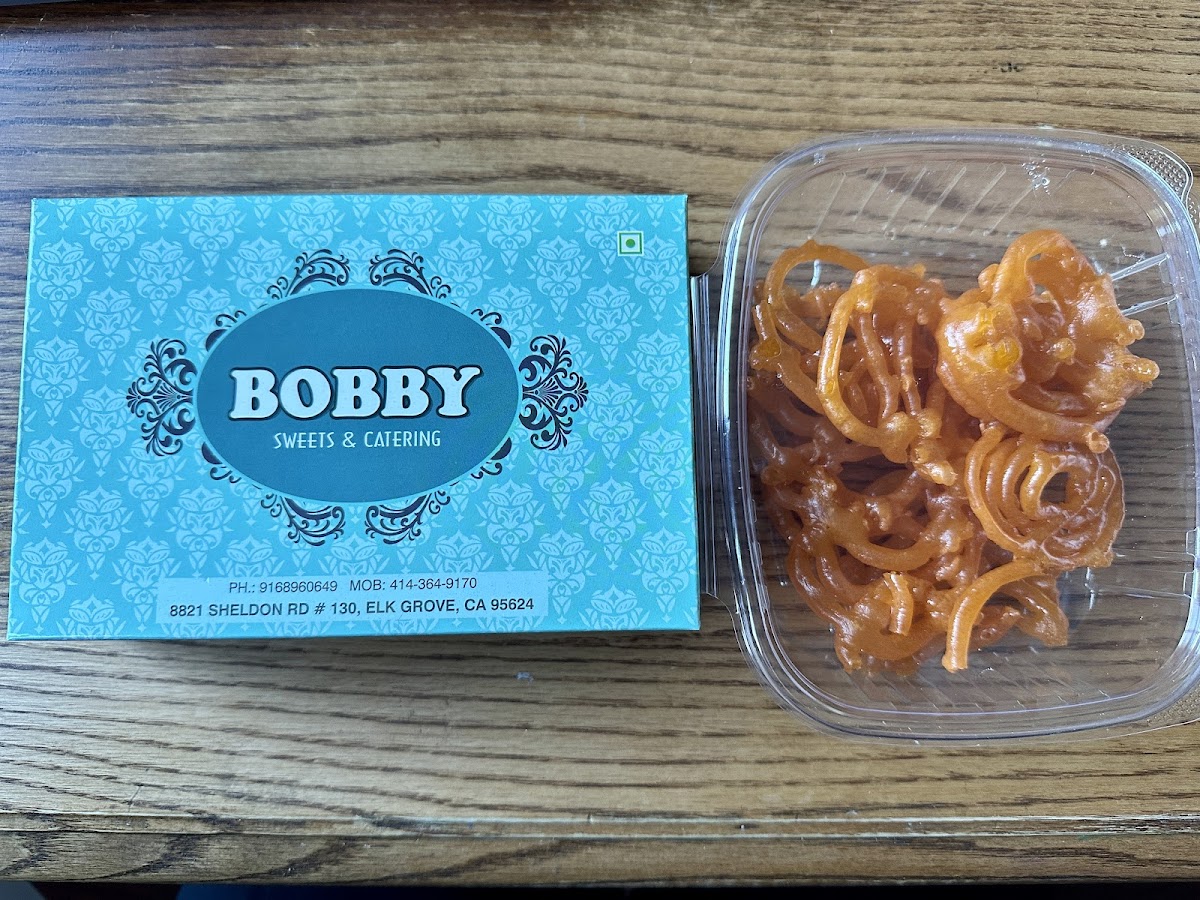 BOBBY
SWEETS & CATERING
PH.: 9168960649 MOB: 414-364-9170
8821 SHELDON RD # 130, ELK GROVE, CA 95624